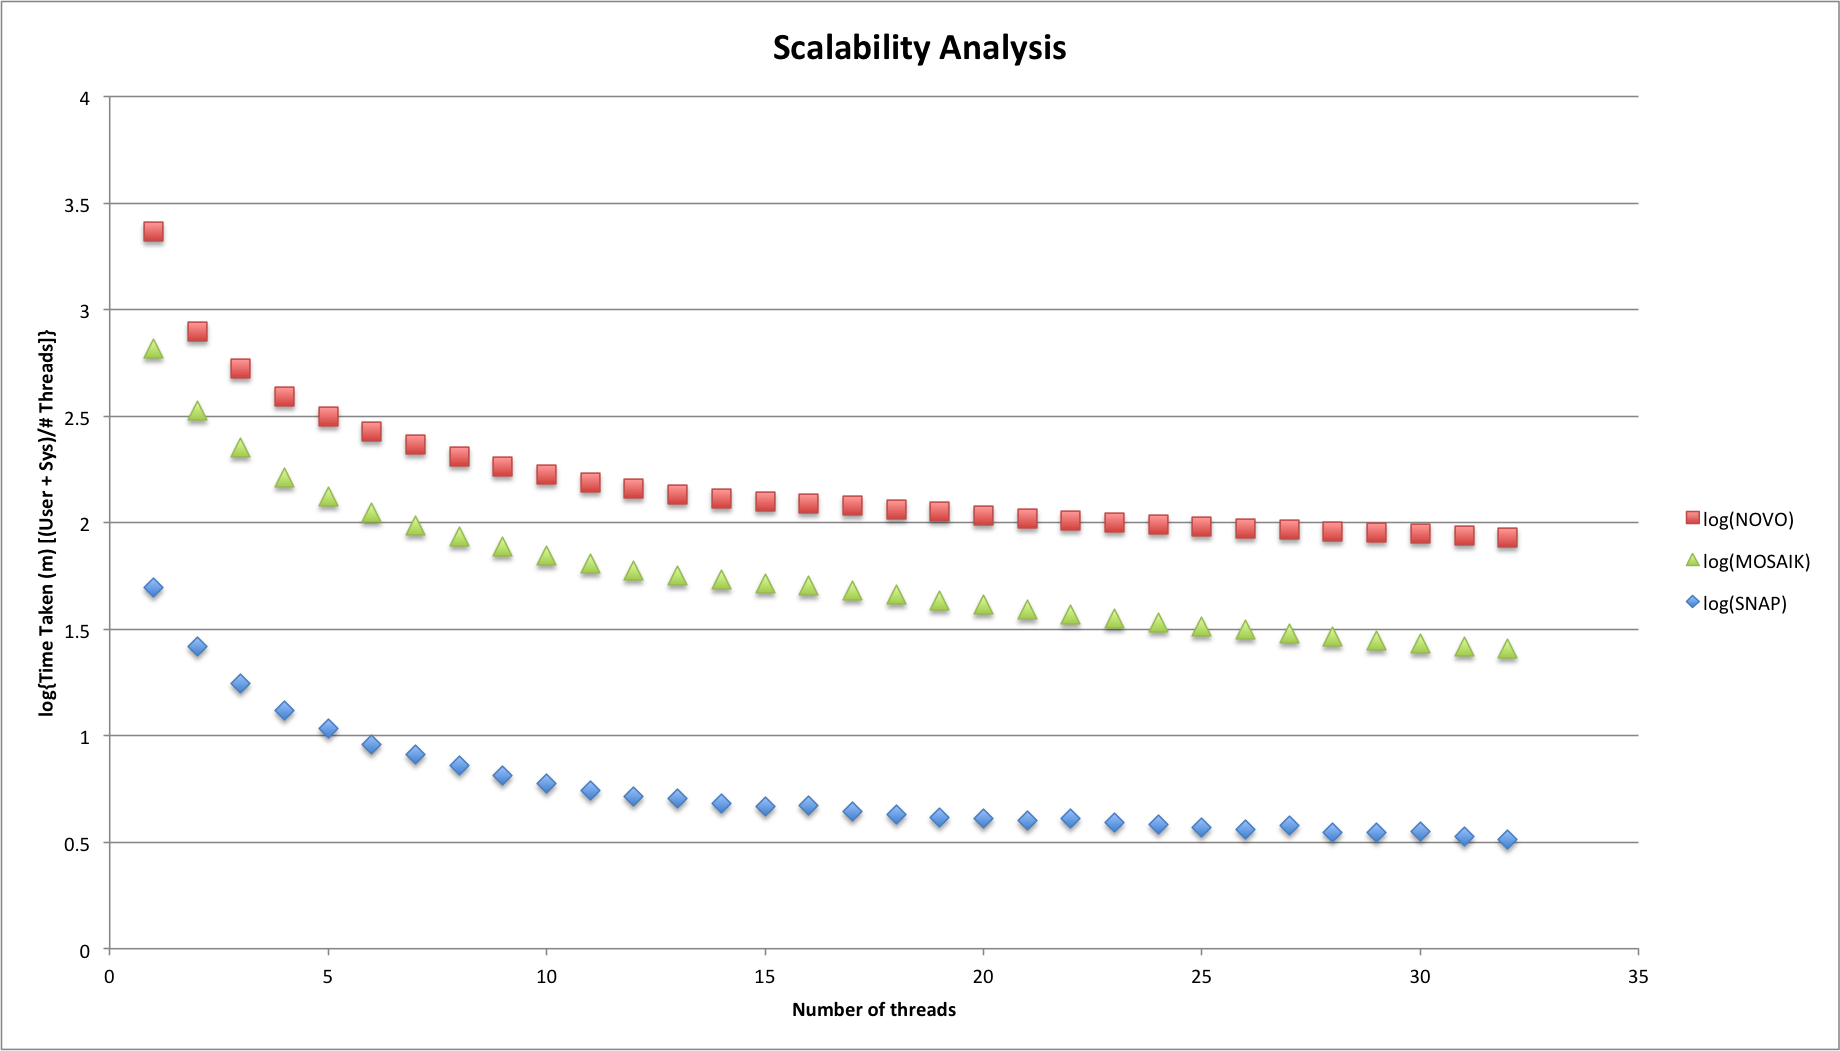 Scalability Analysis
log{Time Taken (m) [(User + Sys)/# Threads]}
4
3.5
3
2.5
2
1.5
1
0.5
0
0 5 10 15 20 25 30 35
Number of threads
log(NOVO)
log(MOSAIK)
log(SNAP)